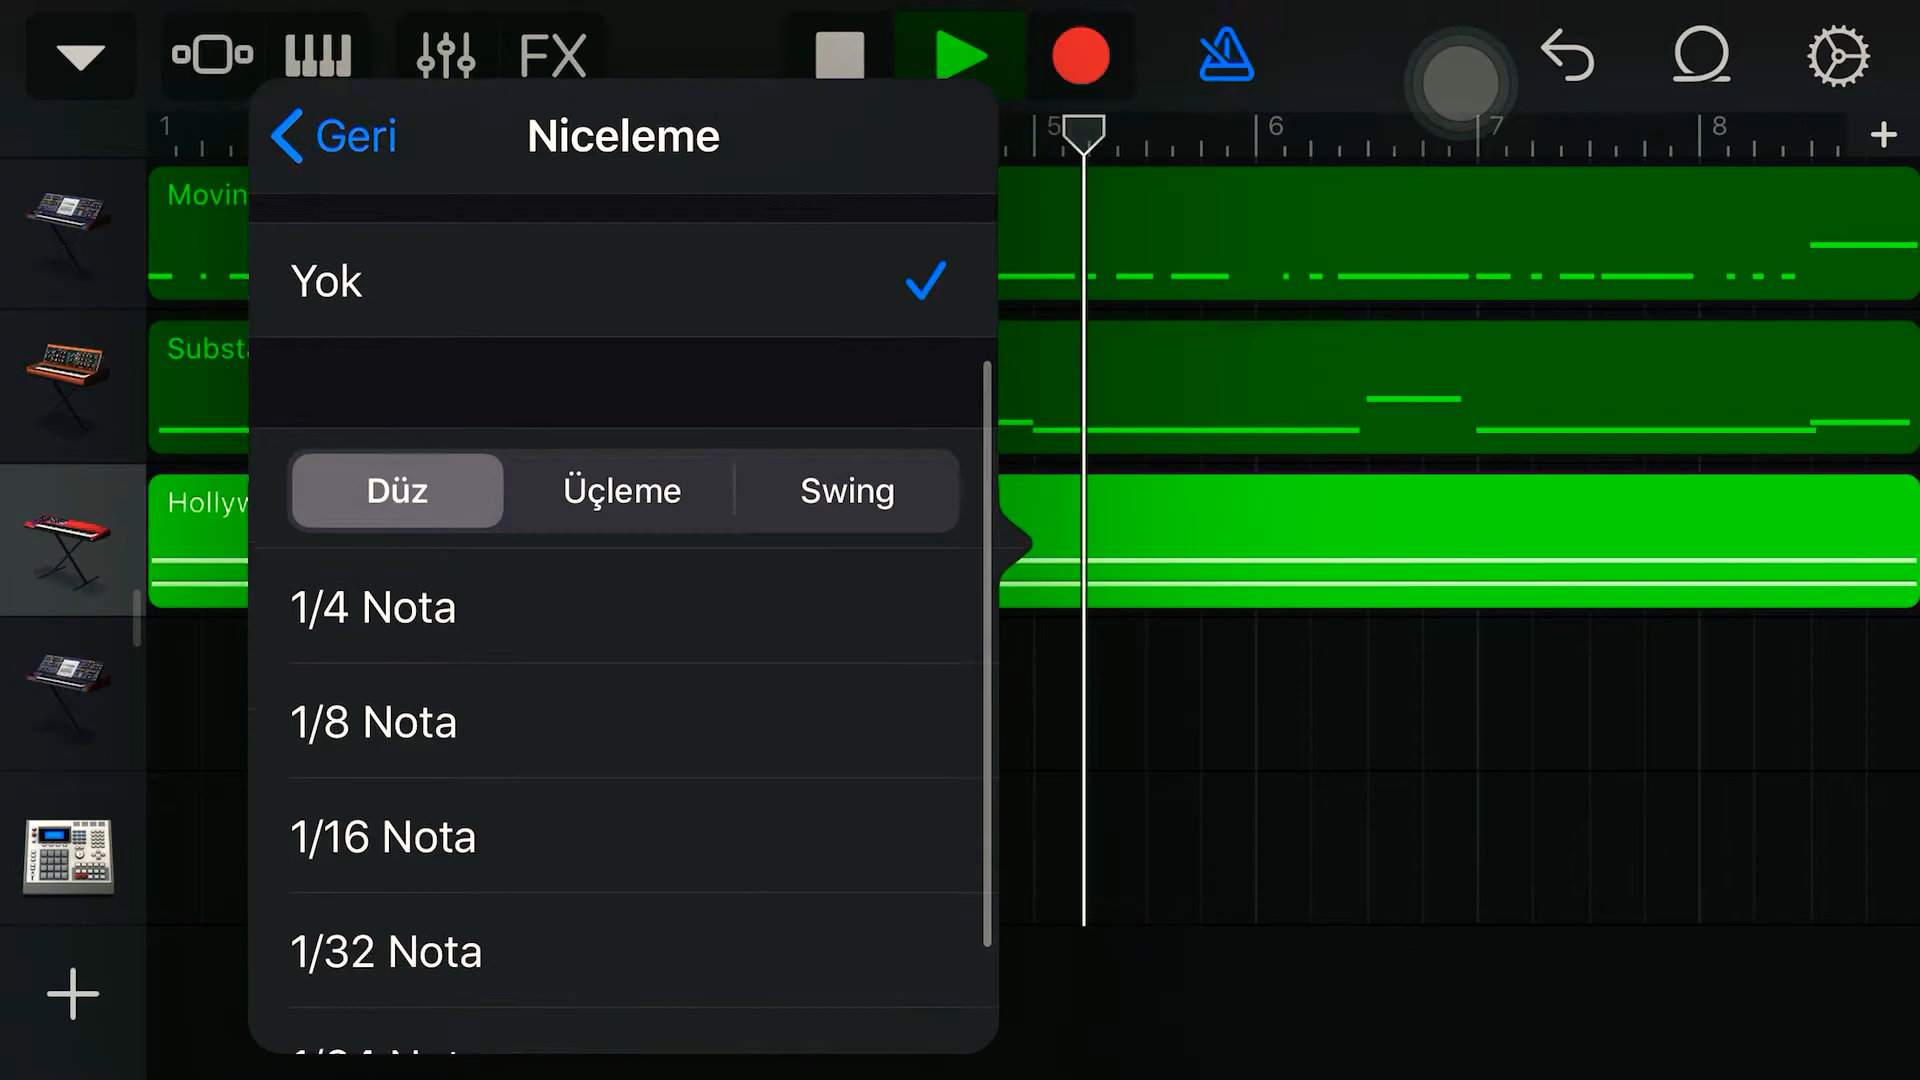 FX
1
5
6
7
8
Geri
Niceleme
Movin
Yok
Substa
Düz
Üçleme
Swing
Hollyw
1/4 Nota
1/8 Nota
1/16 Nota
1/32 Nota